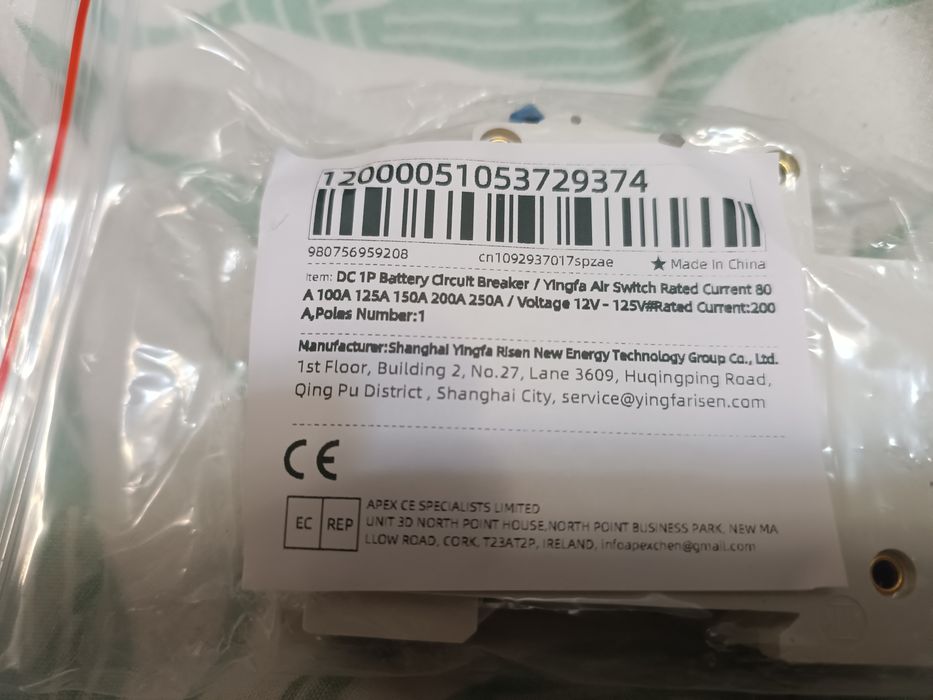 12000051053729374
980756959208 cn1092937017spzae ★ Made In China
Item: DC 1P Battery Circuit Breaker / Yingfa Air Switch Rated Current 80
A 100A 125A 150A 200A 250A / Voltage 12V - 125V#Rated Current:200
A,Poles Number:1
Manufacturer:Shanghai Yingfa Risen New Energy Technology Group Co., Ltd.
1st Floor, Building 2, No.27, Lane 3609, Huqingping Road,
Qing Pu District , Shanghai City, service@yingfarisen.com
CE
EC REP
APEX CE SPECIALISTS LIMITED
UNIT 3D NORTH POINT HOUSE,NORTH POINT BUSINESS PARK, NEW MA
LLOW ROAD, CORK, T23AT2P, IRELAND, infoapexchen@gmail.com